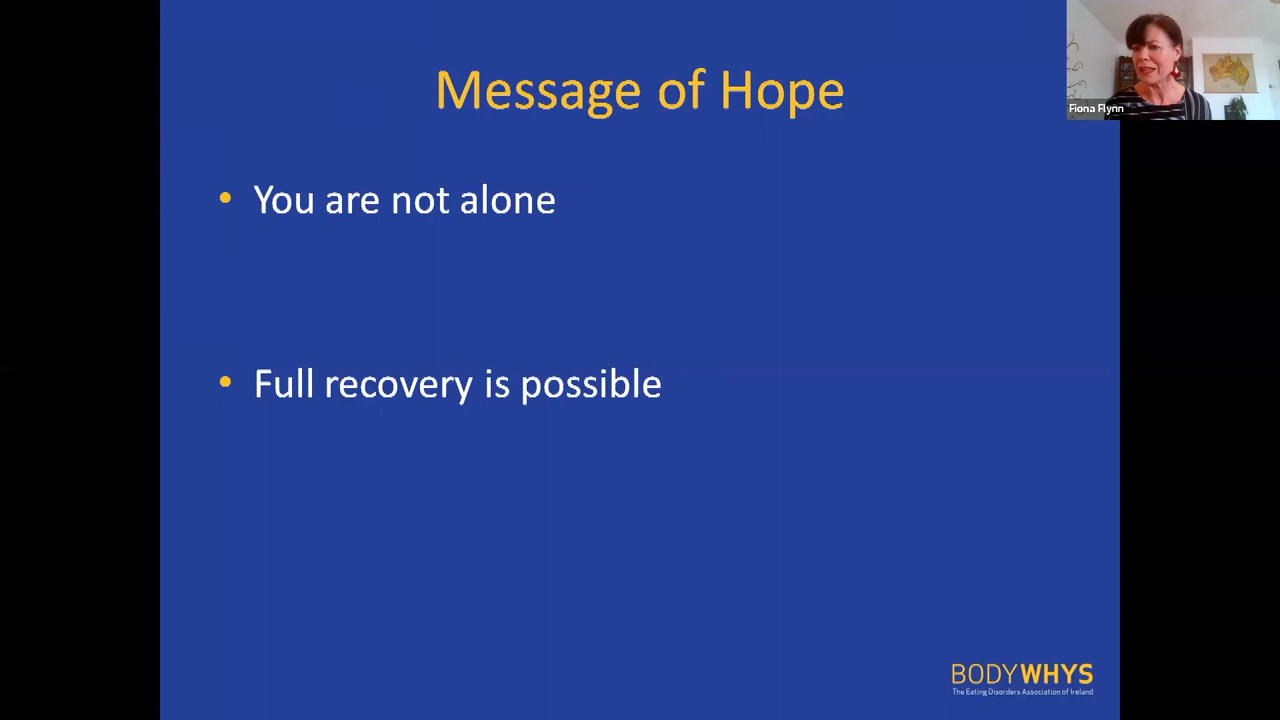 Message of Hope
Fiona Flynn
• You are not alone
• Full recovery is possible
BODYWHYS
The Eating Disorders Association of Ireland